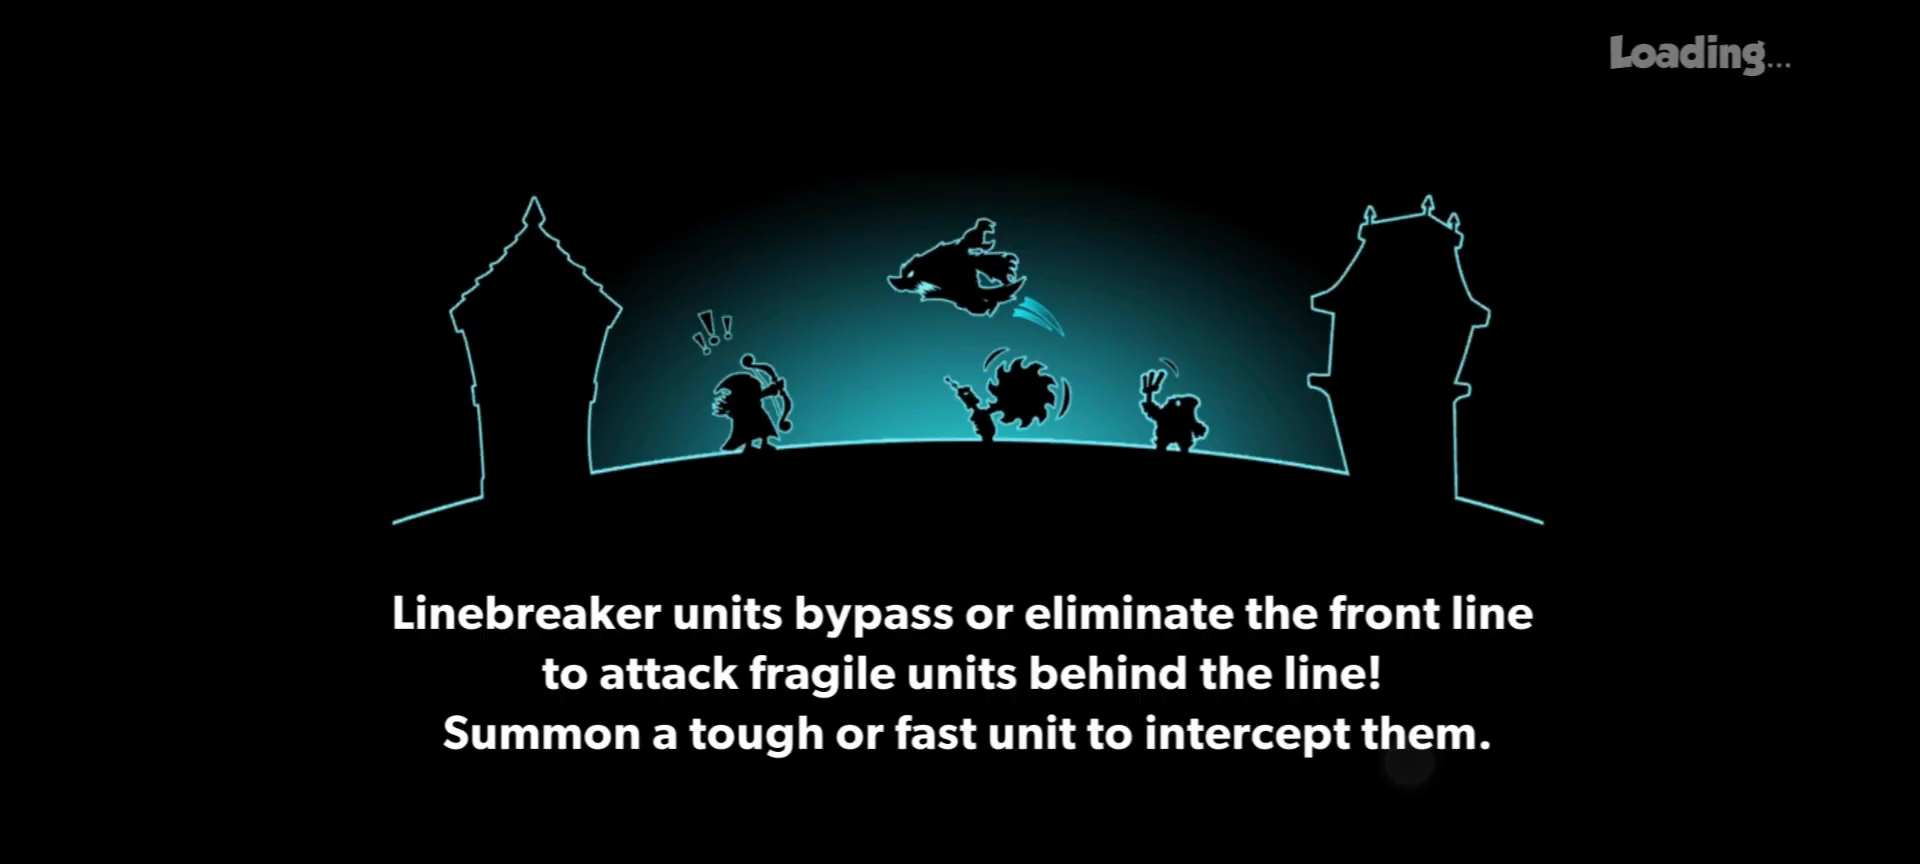 Loading...
!!!
Linebreaker units bypass or eliminate the front line
to attack fragile units behind the line!
Summon a tough or fast unit to intercept them.